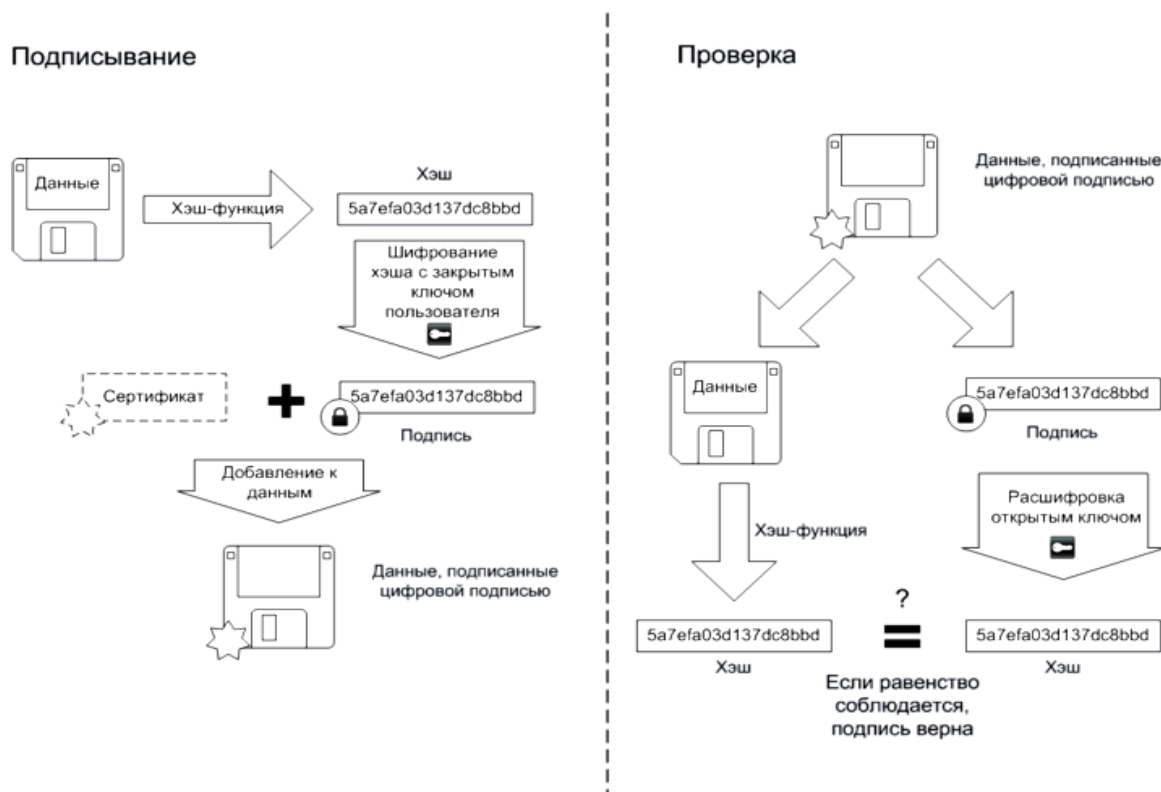 Подписывание
Данные
Хэш-функция
Хэш
5a7efa03d137dc8bbd
Шифрование
хэша с закрытым
ключом
пользователя
Сертификат
5a7efa03d137dc8bbd
Подпись
Добавление к
данным
Данные, подписанные
цифровой подписью
Проверка
Данные, подписанные
цифровой подписью
Данные
5a7efa03d137dc8bbd
Подпись
Хэш-функция
Расшифровка
открытым ключом
?
5a7efa03d137dc8bbd
5a7efa03d137dc8bbd
Хэш
Хэш
Если равенство
соблюдается,
подпись верна